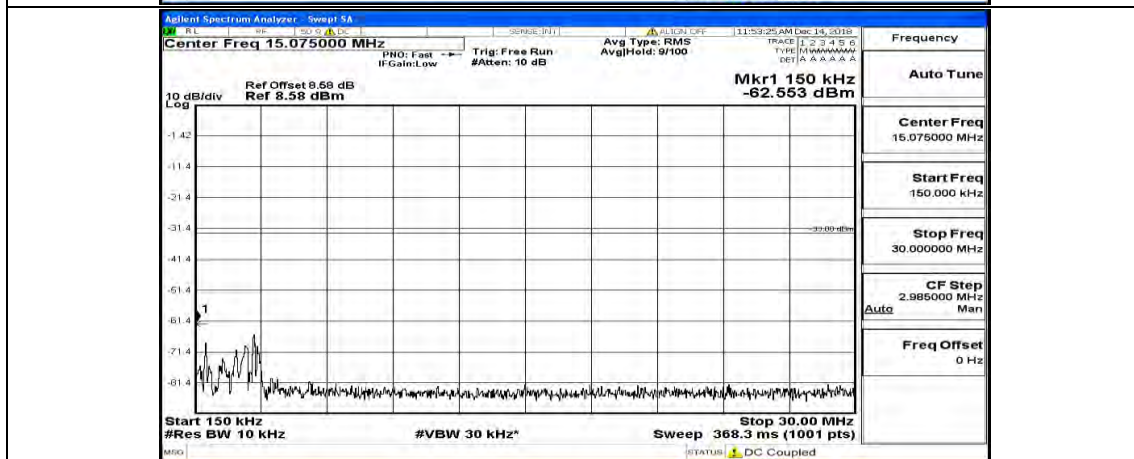 Agilent Spectrum Analyzer - Swept SA
RL RF 50 Ω DC SENSE:INT ALIGN OFF 11:53:25 AM Dec 14, 2018
Center Freq 15.075000 MHz
PNO: Fast
IFGain:Low
Trig: Free Run
#Atten: 10 dB
Avg Type: RMS
Avg|Hold: 9/100
TRACE 1 2 3 4 5 6
TYPE MWWWWW
DET A A A A A A
Frequency
Auto Tune
Ref Offset 8.58 dB
Ref 8.58 dBm
10 dB/div
Log
Mkr1 150 kHz
-62.553 dBm
-1.42
-11.4
-21.4
-31.4
-41.4
-51.4
-61.4
-71.4
-81.4
1
-33.00 dBm
Center Freq
15.075000 MHz
Start Freq
150.000 kHz
Stop Freq
30.000000 MHz
CF Step
2.985000 MHz
Auto Man
Freq Offset
0 Hz
Start 150 kHz
Stop 30.00 MHz
#Res BW 10 kHz
#VBW 30 kHz*
Sweep 368.3 ms (1001 pts)
MSG
STATUS
DC Coupled